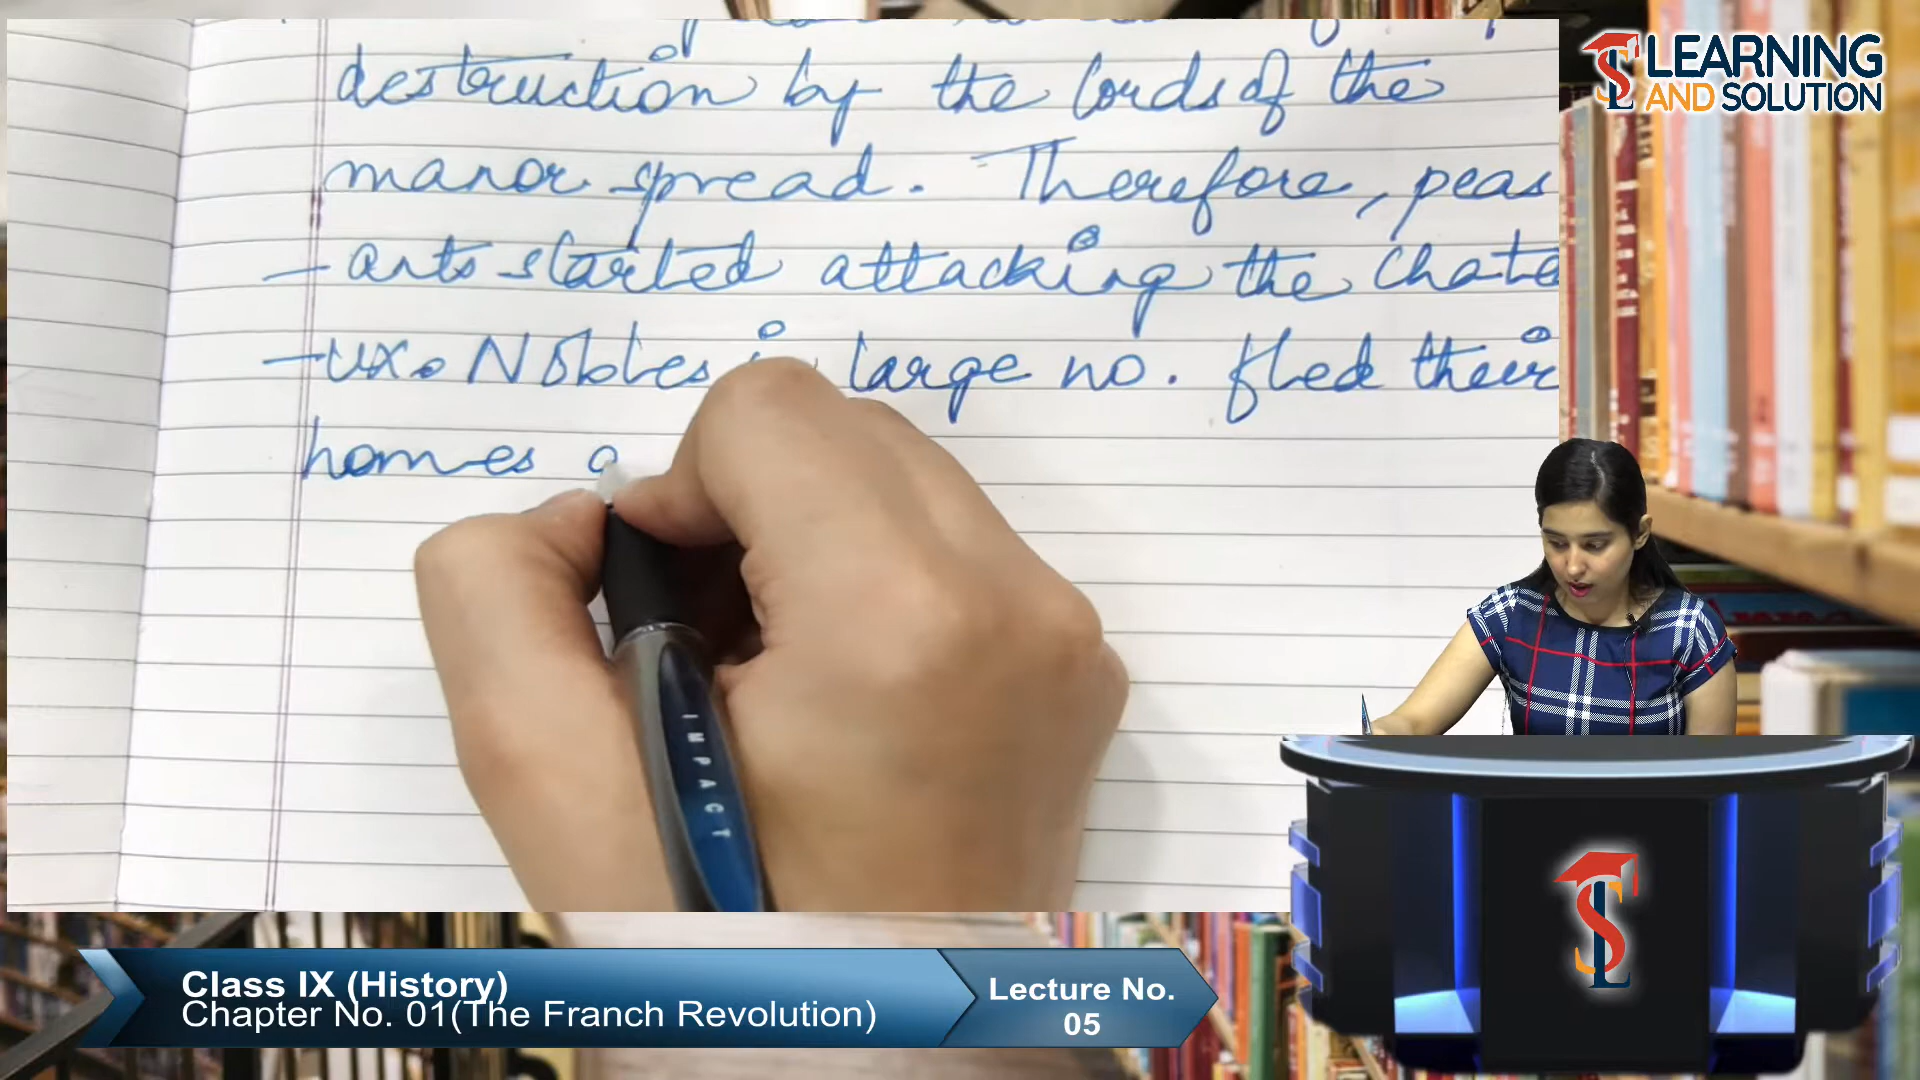 destruction by the lords of the
manor spread. Therefore, peas
-ants started attacking the chate
-ux. Nobles in large no. fled their
homes a
IMPACT
LEARNING
AND SOLUTION
SL
Class IX (History)
Chapter No. 01(The Franch Revolution)
Lecture No.
05